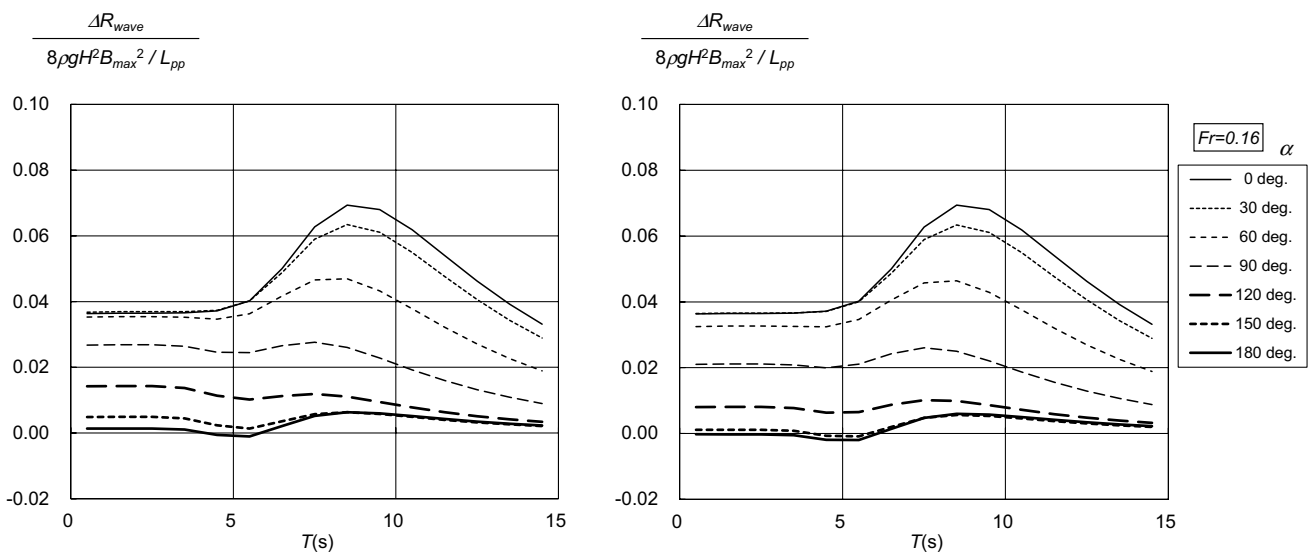 ΔR_wave
8ρgH²B_max² / L_pp
0.10
0.08
0.06
0.04
0.02
0.00
-0.02
0
5
10
15
T(s)
ΔR_wave
8ρgH²B_max² / L_pp
0.10
0.08
0.06
0.04
0.02
0.00
-0.02
0
5
10
15
T(s)
Fr=0.16 α
0 deg.
30 deg.
60 deg.
90 deg.
120 deg.
150 deg.
180 deg.